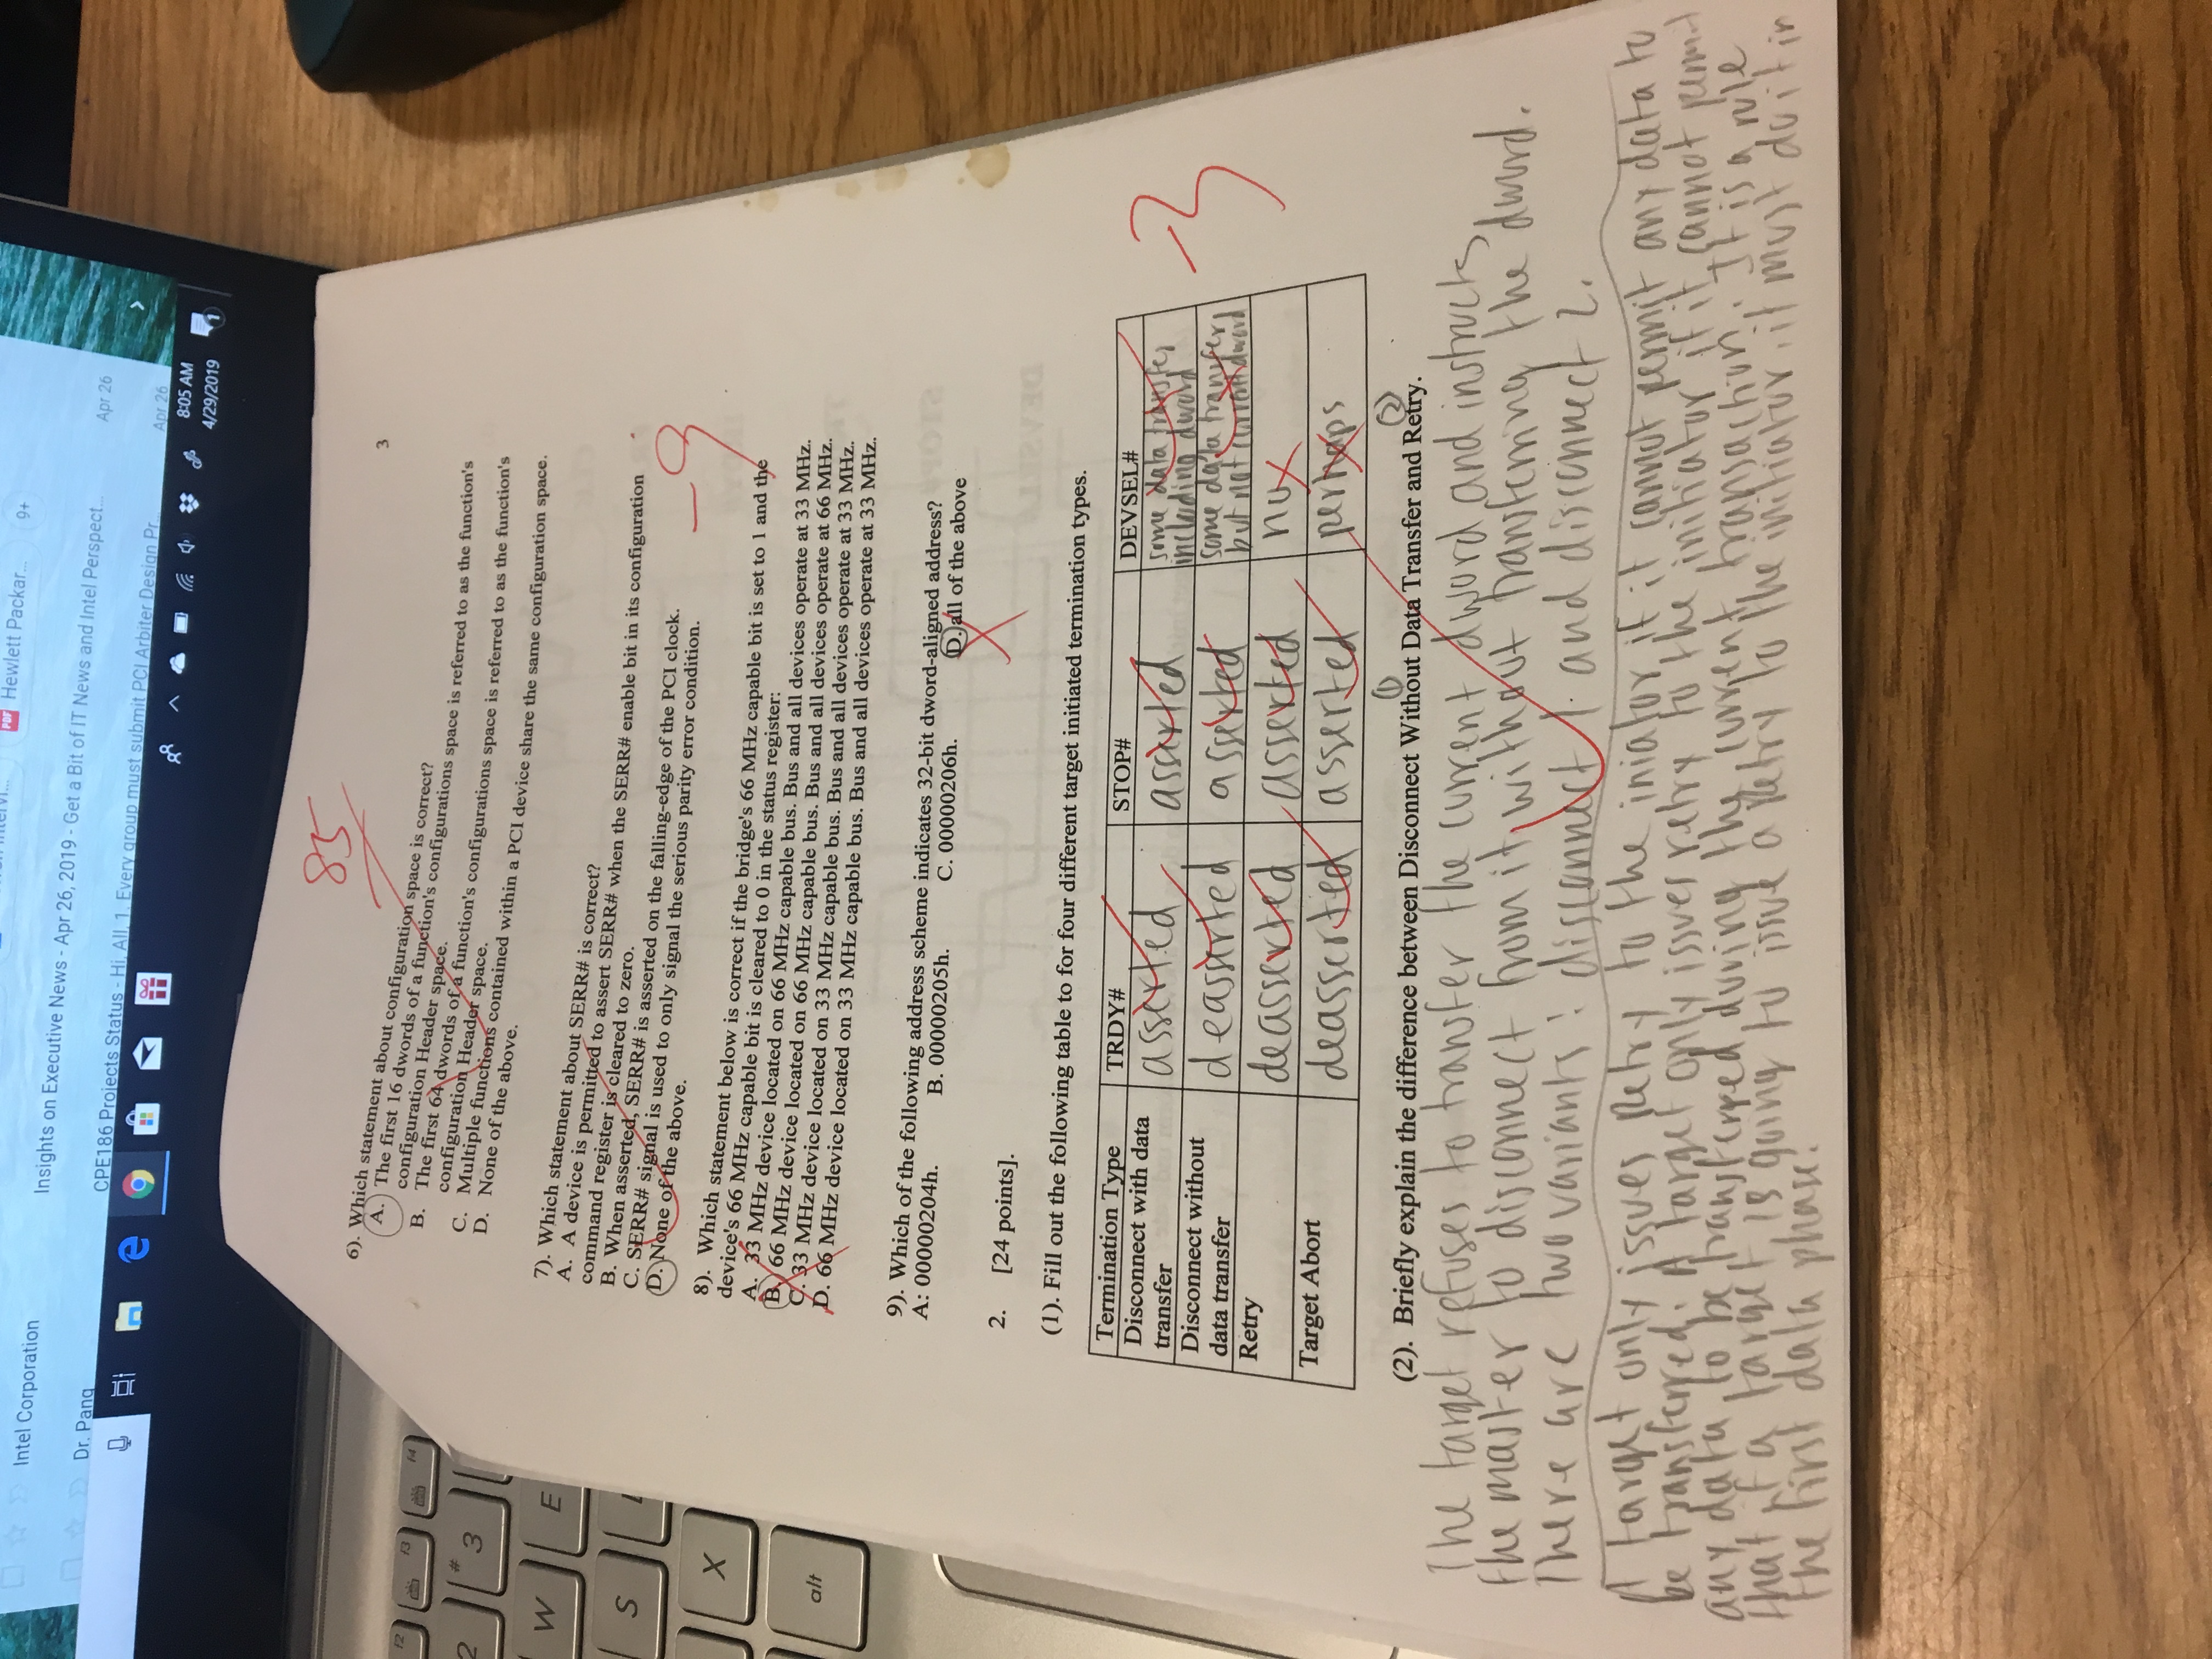 Hewlett Packar...
9+
Intel Corporation
Insights on Executive News - Apr 26, 2019 - Get a Bit of IT News and Intel Perspect...
Apr 26
Dr. Pang
CPE186 Projects Status - Hi, All, 1. Every group must submit PCI Arbiter Design Pr...
Apr 26
8:05 AM
4/29/2019
1
f2
f3
f4
2
#
3
W
E
S
X
alt
85
3
6). Which statement about configuration space is correct?
A. The first 16 dwords of a function's configurations space is referred to as the function's
configuration Header space.
B. The first 64 dwords of a function's configurations space is referred to as the function's
configuration Header space.
C. Multiple functions contained within a PCI device share the same configuration space.
D. None of the above.
7). Which statement about SERR# is correct?
A. A device is permitted to assert SERR# when the SERR# enable bit in its configuration
command register is cleared to zero.
B. When asserted, SERR# is asserted on the falling-edge of the PCI clock.
C. SERR# signal is used to only signal the serious parity error condition.
D. None of the above.
-9
8). Which statement below is correct if the bridge's 66 MHz capable bit is set to 1 and the
device's 66 MHz capable bit is cleared to 0 in the status register:
A. 33 MHz device located on 66 MHz capable bus. Bus and all devices operate at 33 MHz.
B. 66 MHz device located on 66 MHz capable bus. Bus and all devices operate at 66 MHz.
C. 33 MHz device located on 33 MHz capable bus. Bus and all devices operate at 33 MHz.
D. 66 MHz device located on 33 MHz capable bus. Bus and all devices operate at 33 MHz.
9). Which of the following address scheme indicates 32-bit dword-aligned address?
A: 00000204h. B. 00000205h. C. 00000206h. D. all of the above
2. [24 points].
(1). Fill out the following table to for four different target initiated termination types.
Termination Type TRDY# STOP# DEVSEL#
Disconnect with data transfer asserted asserted some data transfer, including dword
Disconnect without data transfer deasserted asserted some data transfer, but not current dword
Retry deasserted asserted no
Target Abort deasserted asserted perhaps
-3
1 2
(2). Briefly explain the difference between Disconnect Without Data Transfer and Retry.
The target refuses to transfer the current dword and instructs
the master to disconnect from it, without transferring the dword.
There are two variants: disconnect 1 and disconnect 2.
A target only issues Retry to the iniator if it cannot permit any data to
be transferred. A target only issues retry to the initiator if it cannot permit
any data to be transferred during the current transaction. It is a rule
that if a target is going to issue a Retry to the initiator, it must do it in
the first data phase.